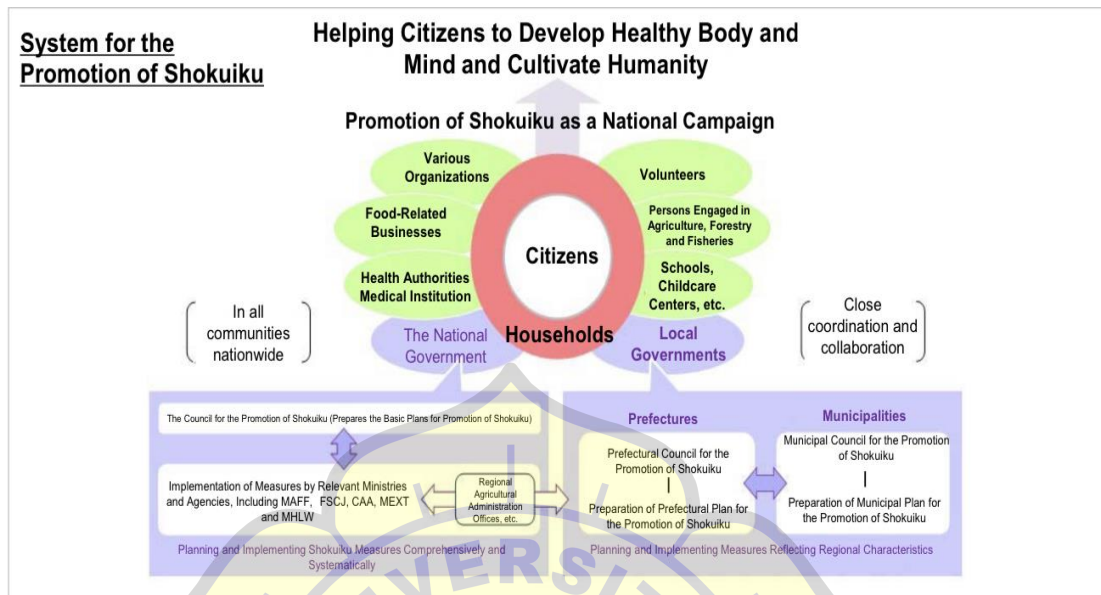 System for the
Promotion of Shokuiku
Helping Citizens to Develop Healthy Body and
Mind and Cultivate Humanity
Promotion of Shokuiku as a National Campaign
Various
Organizations
Food-Related
Businesses
Health Authorities
Medical Institution
The National
Government
Citizens
Households
Volunteers
Persons Engaged in
Agriculture, Forestry
and Fisheries
Schools,
Childcare
Centers, etc.
Local
Governments
In all
communities
nationwide
Close
coordination and
collaboration
The Council for the Promotion of Shokuiku (Prepares the Basic Plans for Promotion of Shokuiku)
Implementation of Measures by Relevant Ministries
and Agencies, Including MAFF, FSCJ, CAA, MEXT
and MHLW
Planning and Implementing Shokuiku Measures Comprehensively and
Systematically
Regional
Agricultural
Administration
Offices, etc.
Prefectures
Prefectural Council for the
Promotion of Shokuiku
Preparation of Prefectural Plan for
the Promotion of Shokuiku
Municipalities
Municipal Council for the Promotion
of Shokuiku
Preparation of Municipal Plan for
the Promotion of Shokuiku
Planning and Implementing Measures Reflecting Regional Characteristics